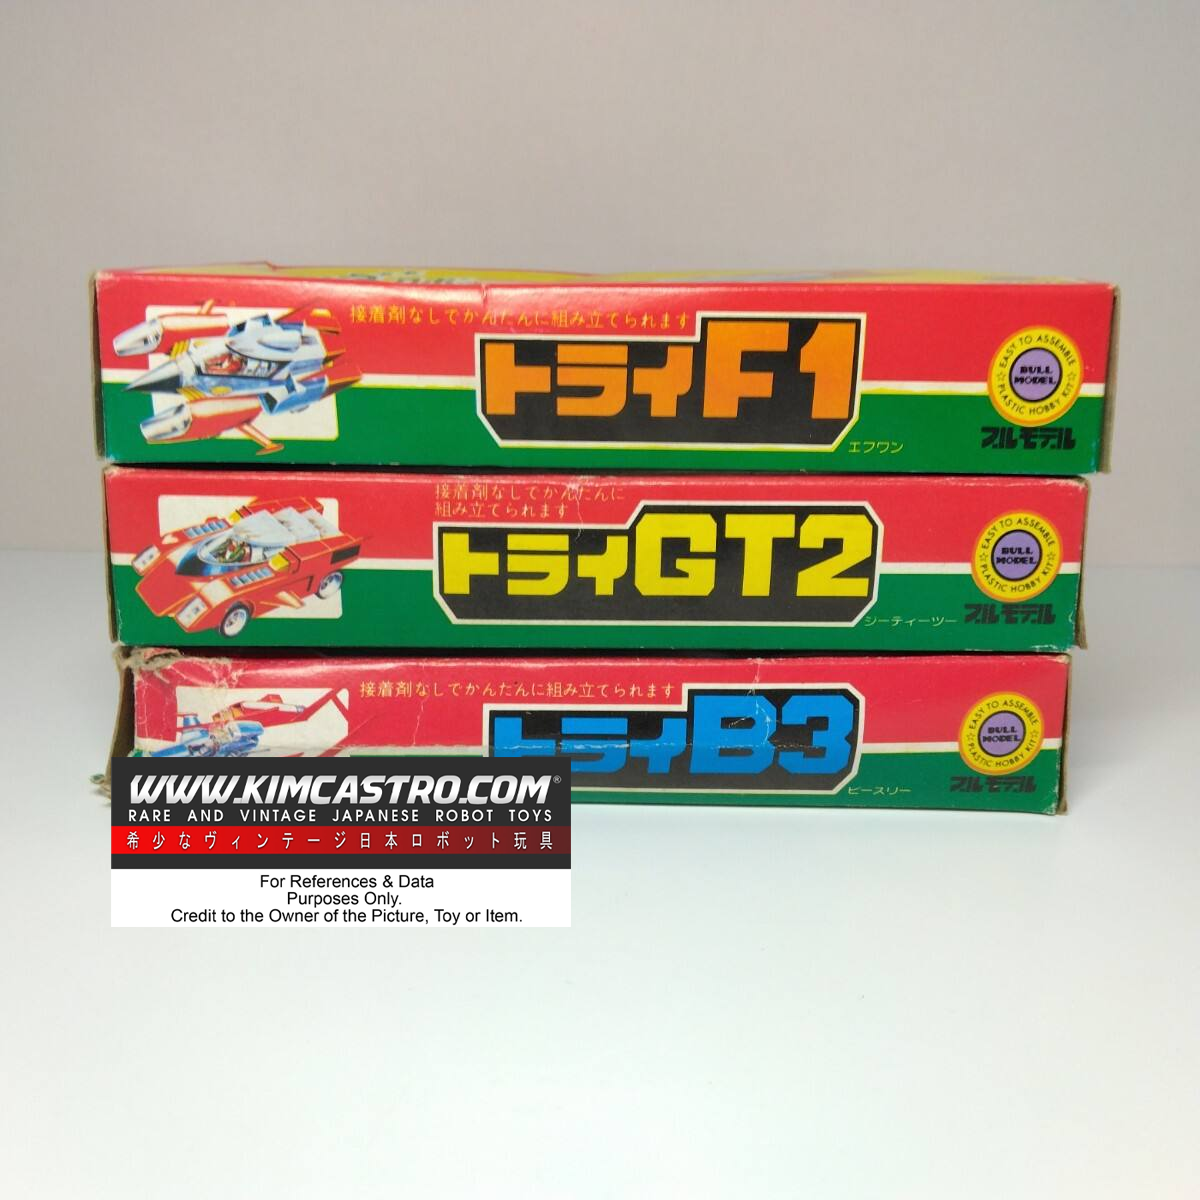 接着剤なしでかんたんに組み立てられます
トライF1
エフワン
EASY TO ASSEMBLE
BULL
MODEL
PLASTIC HOBBY KIT
ブルモデル
接着剤なしでかんたんに
組み立てられます
トライGT2
ジーティーツー
EASY TO ASSEMBLE
BULL
MODEL
PLASTIC HOBBY KIT
ブルモデル
接着剤なしでかんたんに組み立てられます
トライB3
ビースリー
EASY TO ASSEMBLE
BULL
MODEL
PLASTIC HOBBY KIT
ブルモデル
WWW.KIMCASTRO.COM®
RARE AND VINTAGE JAPANESE ROBOT TOYS
希少なヴィンテージ日本ロボット玩具
For References & Data
Purposes Only.
Credit to the Owner of the Picture, Toy or Item.